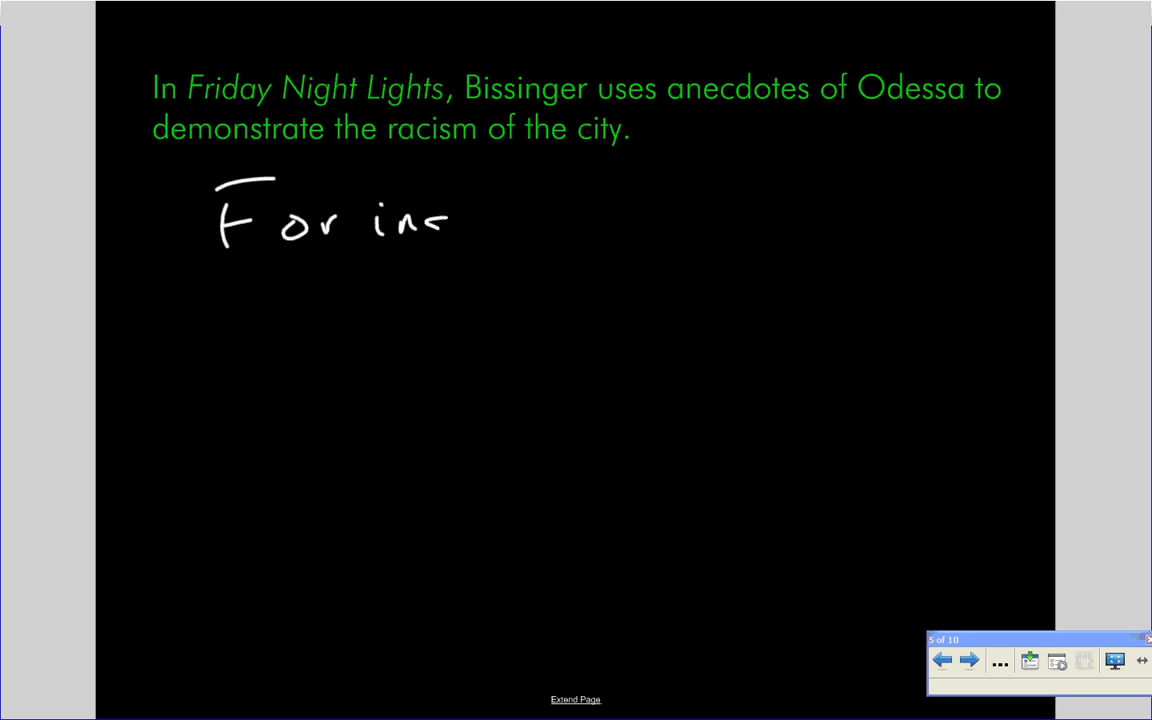 In Friday Night Lights, Bissinger uses anecdotes of Odessa to
demonstrate the racism of the city.
For ins
5 of 10
...
Extend Page